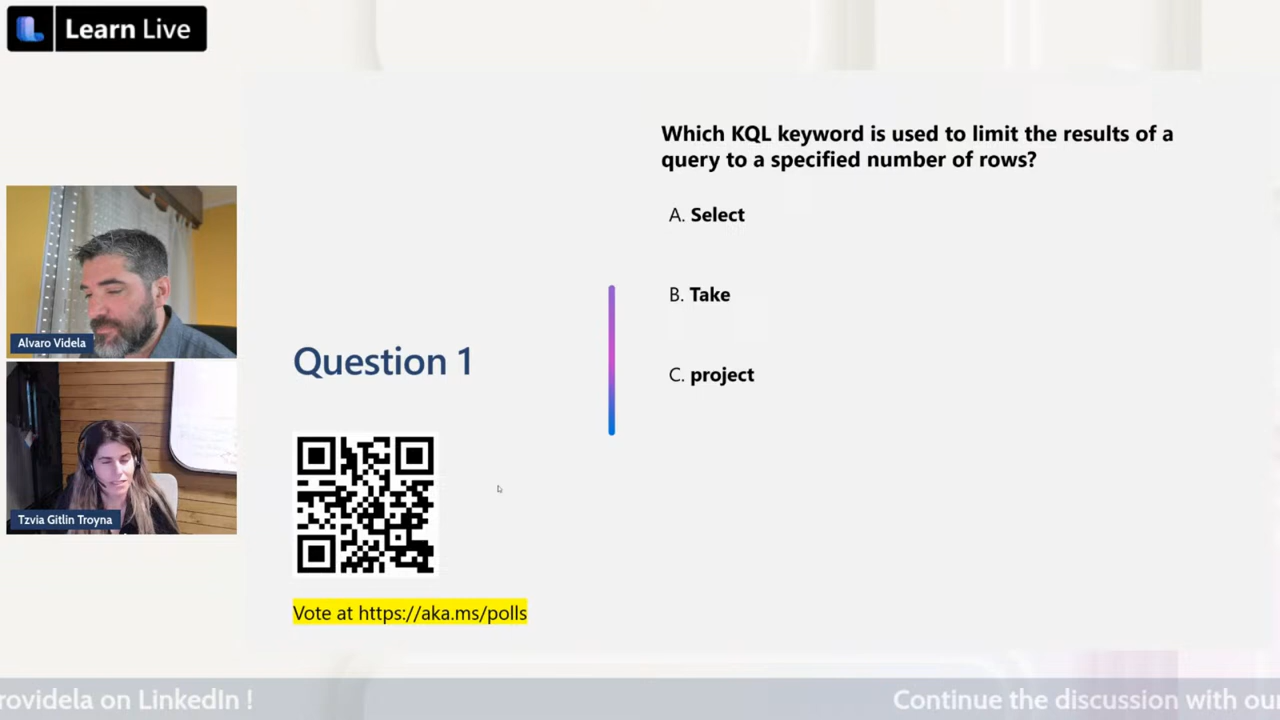 Learn Live
Which KQL keyword is used to limit the results of a
query to a specified number of rows?
A. Select
B. Take
C. project
Question 1
Alvaro Videla
Tzvia Gitlin Troyna
Vote at https://aka.ms/polls
rovidela on LinkedIn !
Continue the discussion with our